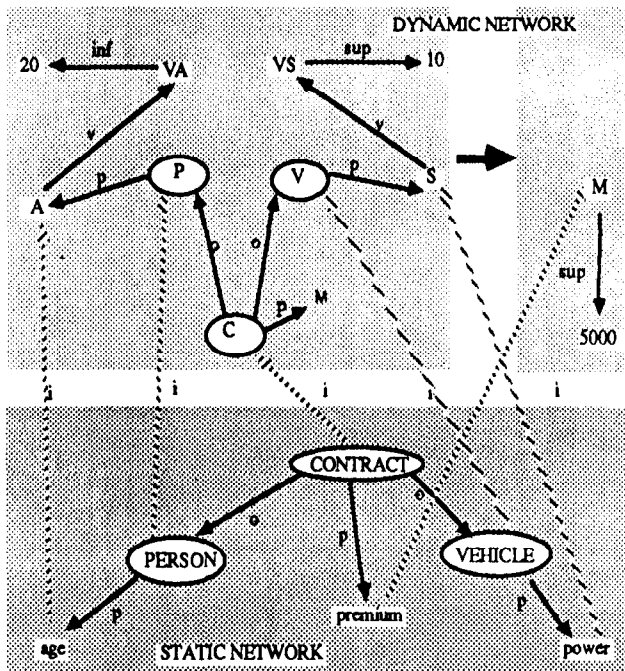 DYNAMIC NETWORK
20 inf VA VS sup 10
v v
P V
A p p S M
o o sup
C p M
5000
i i i i i
CONTRACT
o p o
PERSON VEHICLE
p premium p
age STATIC NETWORK power